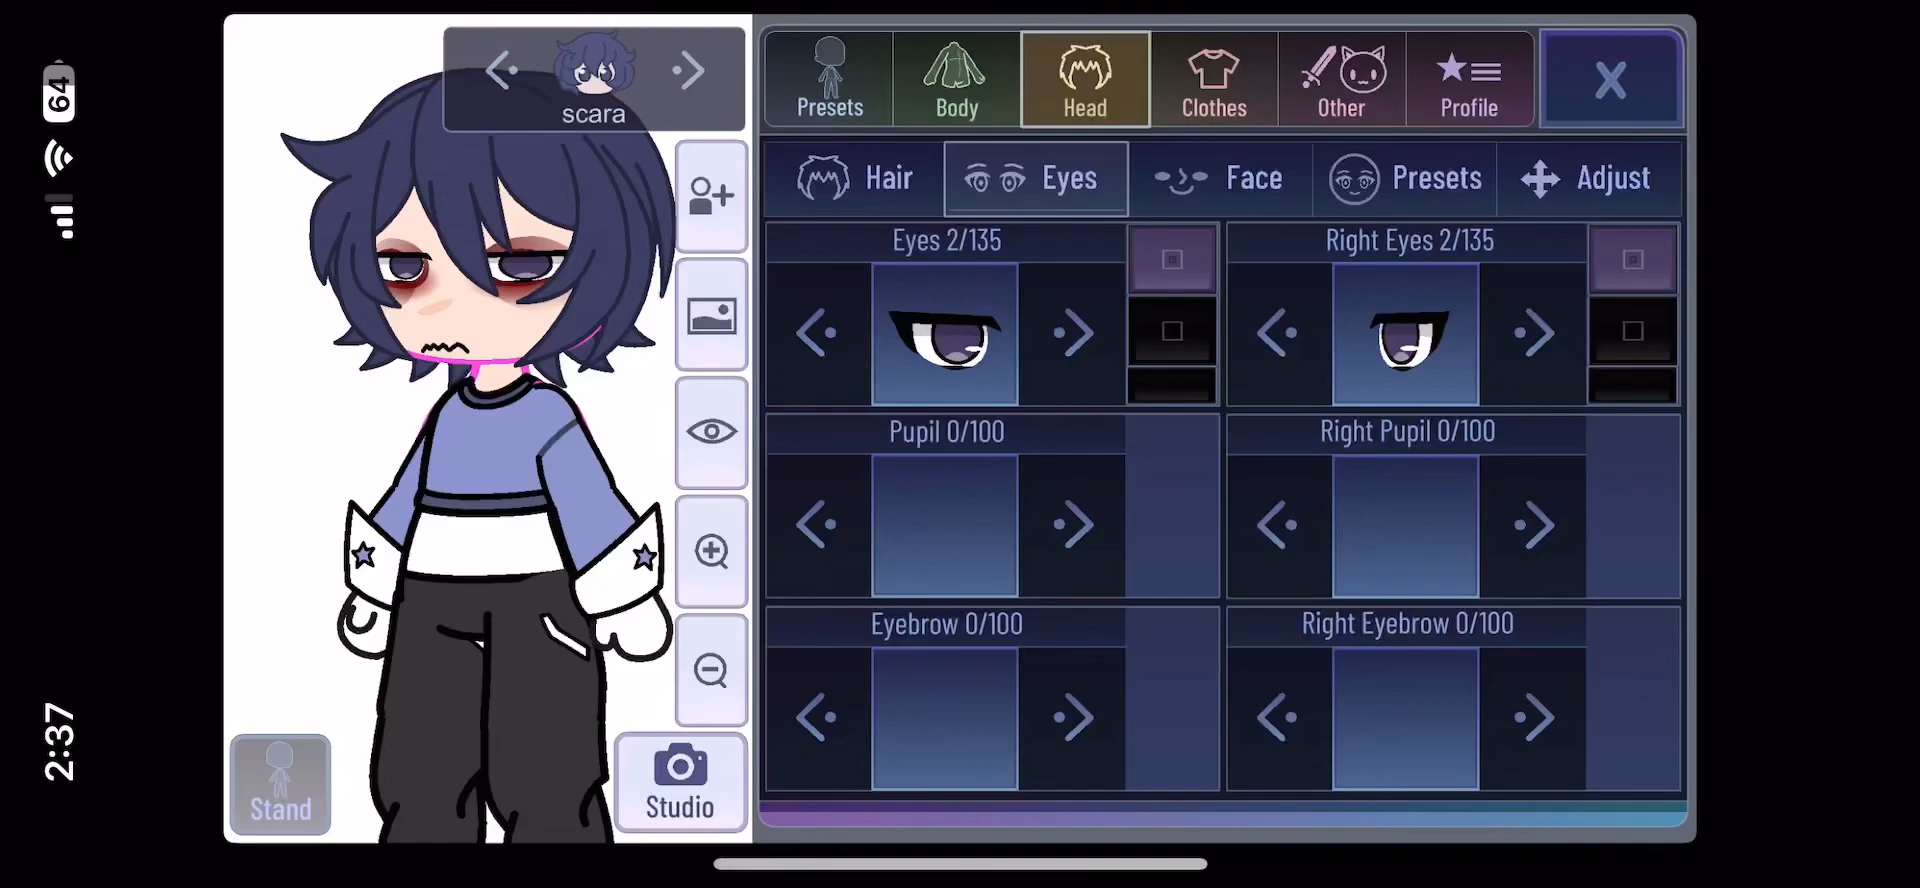 64
2:37
scara
Stand
Studio
Presets
Body
Head
Clothes
Other
Profile
X
Hair
Eyes
Face
Presets
Adjust
Eyes 2/135
Right Eyes 2/135
Pupil 0/100
Right Pupil 0/100
Eyebrow 0/100
Right Eyebrow 0/100